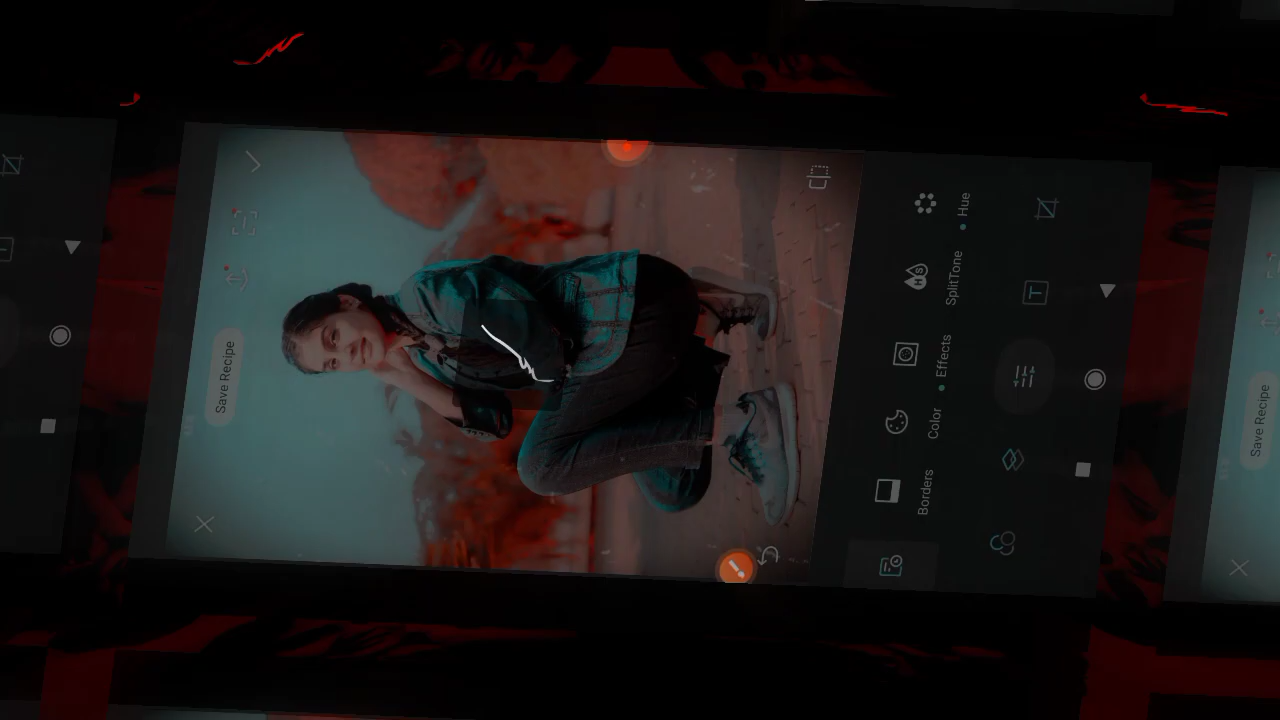 Save Recipe
Hue
SplitTone
Effects
Color
Borders
Save Recipe